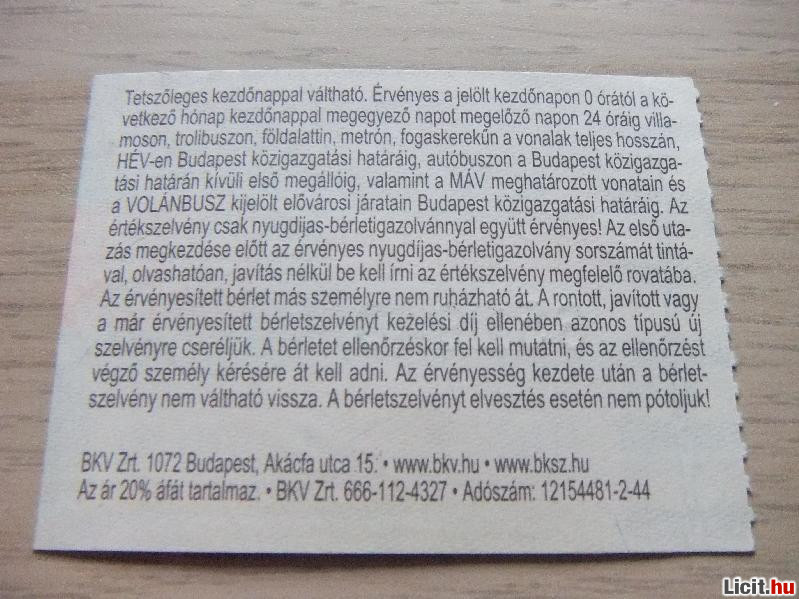 Tetszőleges kezdőnappal váltható. Érvényes a jelölt kezdőnapon 0 órától a kö-
vetkező hónap kezdőnappal megegyező napot megelőző napon 24 óráig villa-
moson, trolibuszon, földalattin, metrón, fogaskerekűn a vonalak teljes hosszán,
HÉV-en Budapest közigazgatási határáig, autóbuszon a Budapest közigazga-
tási határán kívüli első megállóig, valamint a MÁV meghatározott vonatain és
a VOLÁNBUSZ kijelölt elővárosi járatain Budapest közigazgatási határáig. Az
értékszelvény csak nyugdíjas-bérletigazolvánnyal együtt érvényes! Az első uta-
zás megkezdése előtt az érvényes nyugdíjas-bérletigazolvány sorszámát tintá-
val, olvashatóan, javítás nélkül be kell írni az értékszelvény megfelelő rovatába.
Az érvényesített bérlet más személyre nem ruházható át. A rontott, javított vagy
a már érvényesített bérletszelvényt kezelési díj ellenében azonos típusú új
szelvényre cseréljük. A bérletet ellenőrzéskor fel kell mutatni, és az ellenőrzést
végző személy kérésére át kell adni. Az érvényesség kezdete után a bérlet-
szelvény nem váltható vissza. A bérletszelvényt elvesztés esetén nem pótoljuk!
BKV Zrt. 1072 Budapest, Akácfa utca 15. • www.bkv.hu • www.bksz.hu
Az ár 20% áfát tartalmaz. • BKV Zrt. 666-112-4327 • Adószám: 12154481-2-44
Licit.hu